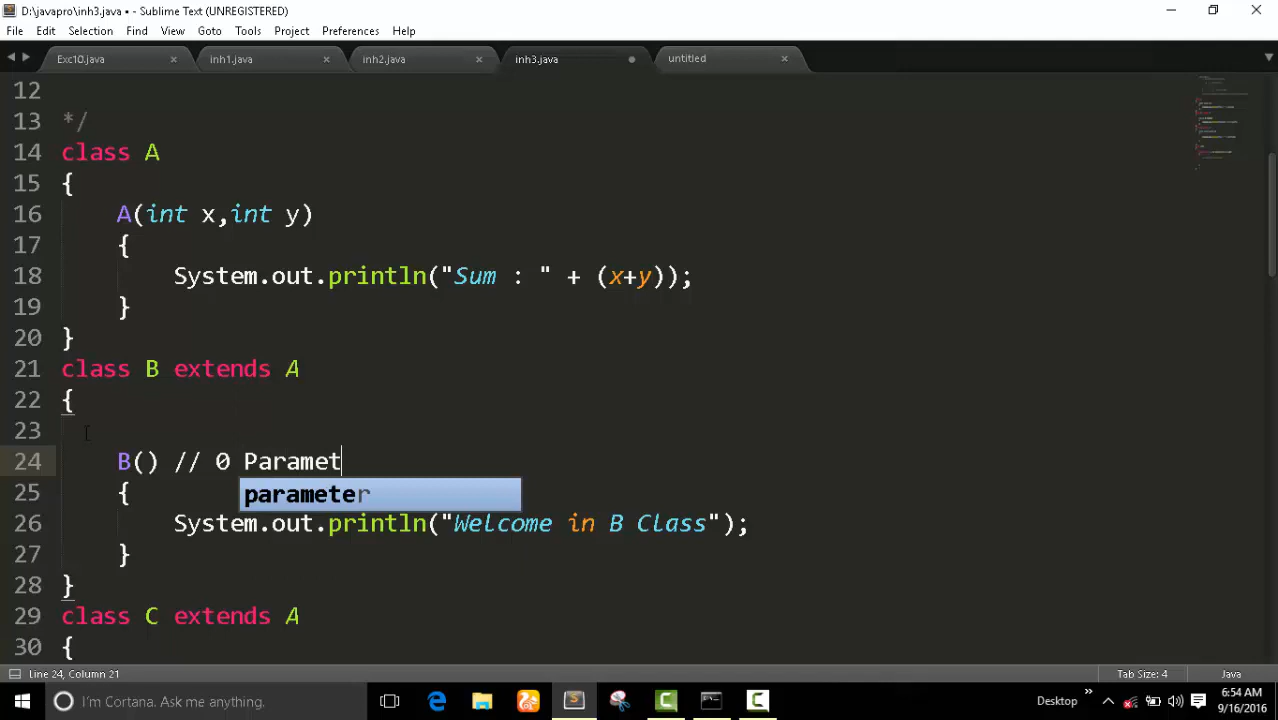 D:\javapro\inh3.java • - Sublime Text (UNREGISTERED)
File Edit Selection Find View Goto Tools Project Preferences Help
Exc10.java inh1.java inh2.java inh3.java untitled
12
13 */
14 class A
15 {
16 A(int x,int y)
17 {
18 System.out.println("Sum : " + (x+y));
19 }
20 }
21 class B extends A
22 {
23
24 B() // 0 Paramet
parameter
25 {
26 System.out.println("Welcome in B Class");
27 }
28 }
29 class C extends A
30 {
Line 24, Column 21 Tab Size: 4 Java
I'm Cortana. Ask me anything. Desktop 6:54 AM
9/16/2016